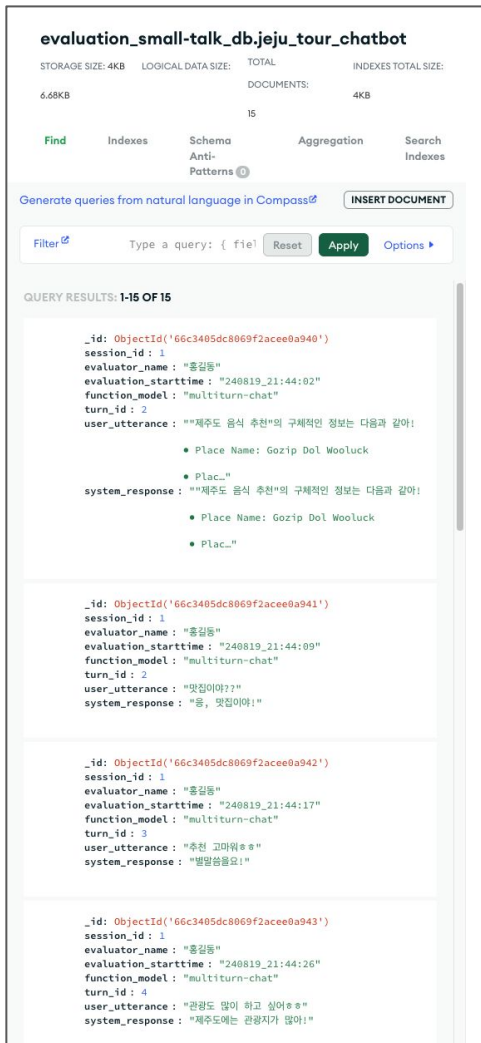 evaluation_small-talk_db.jeju_tour_chatbot
STORAGE SIZE: 4KB LOGICAL DATA SIZE: 6.68KB TOTAL DOCUMENTS: 15 INDEXES TOTAL SIZE: 4KB
Find Indexes Schema Anti-Patterns 0 Aggregation Search Indexes
Generate queries from natural language in Compass INSERT DOCUMENT
Filter Type a query: { fiel Reset Apply Options
QUERY RESULTS: 1-15 OF 15
_id: ObjectId('66c3405dc8069f2acee0a940')
session_id : 1
evaluator_name : "홍길동"
evaluation_starttime : "240819_21:44:02"
function_model : "multiturn-chat"
turn_id : 2
user_utterance : ""제주도 음식 추천"의 구체적인 정보는 다음과 같아!
• Place Name: Gozip Dol Wooluck
• Plac…"
system_response : ""제주도 음식 추천"의 구체적인 정보는 다음과 같아!
• Place Name: Gozip Dol Wooluck
• Plac…"
_id: ObjectId('66c3405dc8069f2acee0a941')
session_id : 1
evaluator_name : "홍길동"
evaluation_starttime : "240819_21:44:09"
function_model : "multiturn-chat"
turn_id : 2
user_utterance : "맛집이야??"
system_response : "응, 맛집이야!"
_id: ObjectId('66c3405dc8069f2acee0a942')
session_id : 1
evaluator_name : "홍길동"
evaluation_starttime : "240819_21:44:17"
function_model : "multiturn-chat"
turn_id : 3
user_utterance : "추천 고마워ㅎㅎ"
system_response : "별말씀을요!"
_id: ObjectId('66c3405dc8069f2acee0a943')
session_id : 1
evaluator_name : "홍길동"
evaluation_starttime : "240819_21:44:26"
function_model : "multiturn-chat"
turn_id : 4
user_utterance : "관광도 많이 하고 싶어ㅎㅎ"
system_response : "제주도에는 관광지가 많아!"